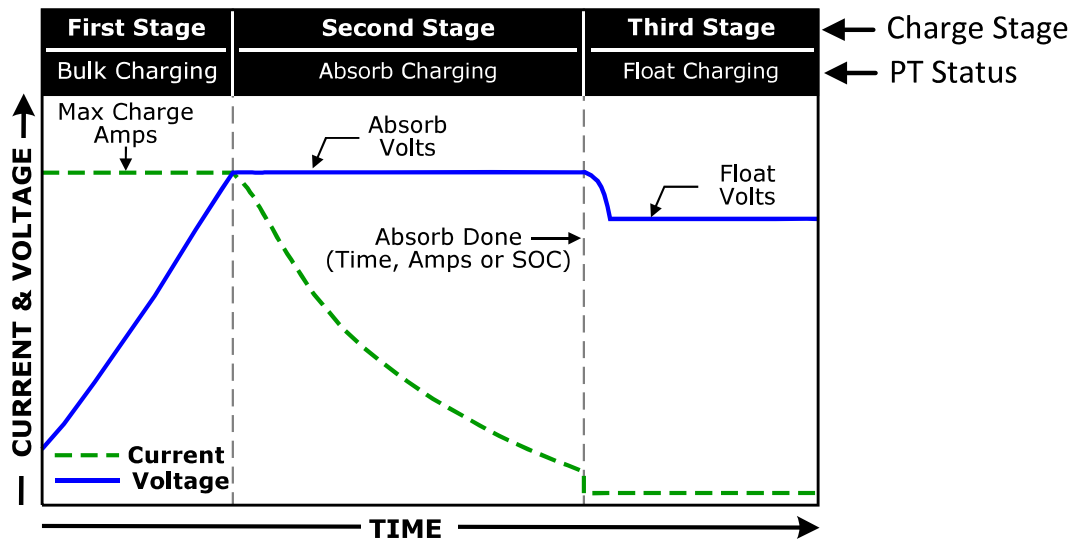 First Stage
Second Stage
Third Stage
Charge Stage
Bulk Charging
Absorb Charging
Float Charging
PT Status
Max Charge
Amps
Absorb
Volts
Float
Volts
Absorb Done
(Time, Amps or SOC)
CURRENT & VOLTAGE
Current
Voltage
TIME